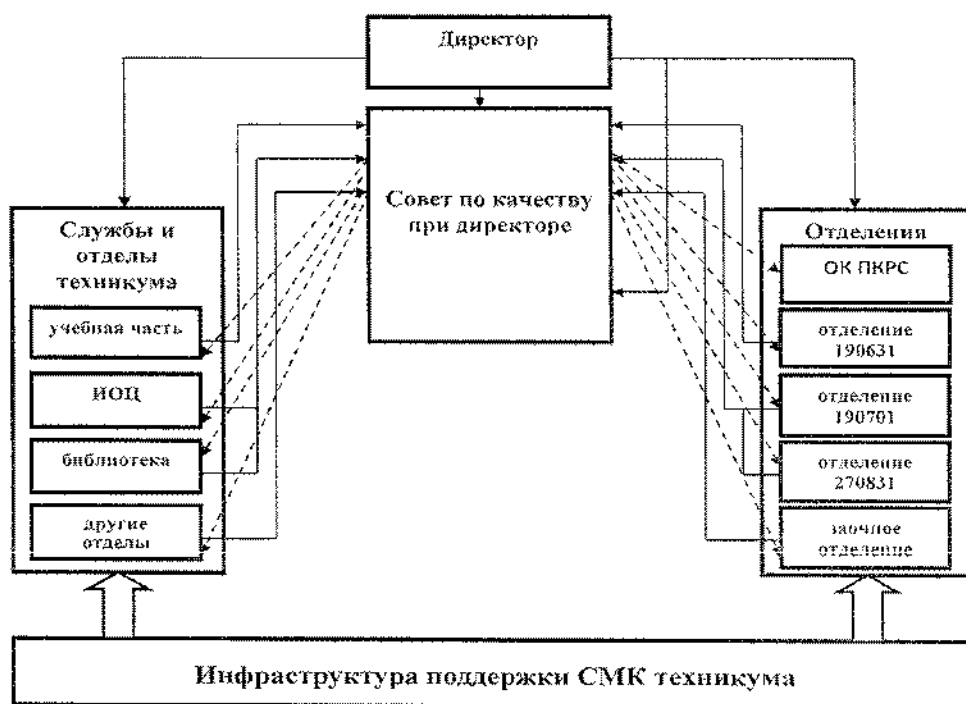 Директор
Совет по качеству
при директоре
Службы и
отделы
техникума
учебная часть
ИОЦ
библиотека
другие
отделы
Отделения
ОК ПКРС
отделение
190631
отделение
190701
отделение
270831
заочное
отделение
Инфраструктура поддержки СМК техникума